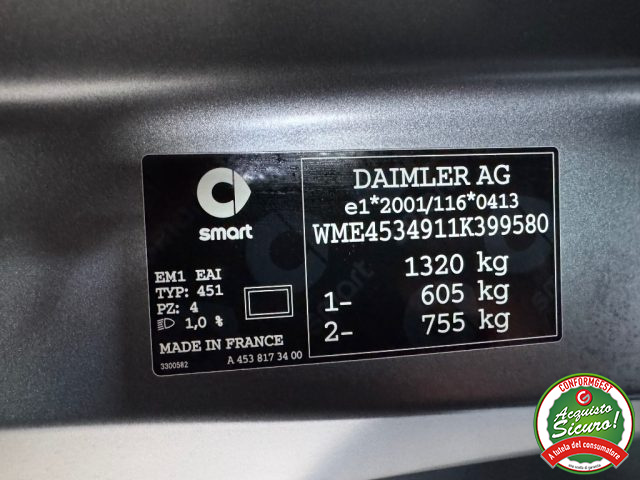 smart
EM1 EAI
TYP: 451
PZ: 4
1,0 %
MADE IN FRANCE
3300582
A 453 817 34 00
DAIMLER AG
e1*2001/116*0413
WME4534911K399580
1320 kg
1- 605 kg
2- 755 kg
CONFORMGEST
Acquisto
Sicuro!
A tutela del consumatore